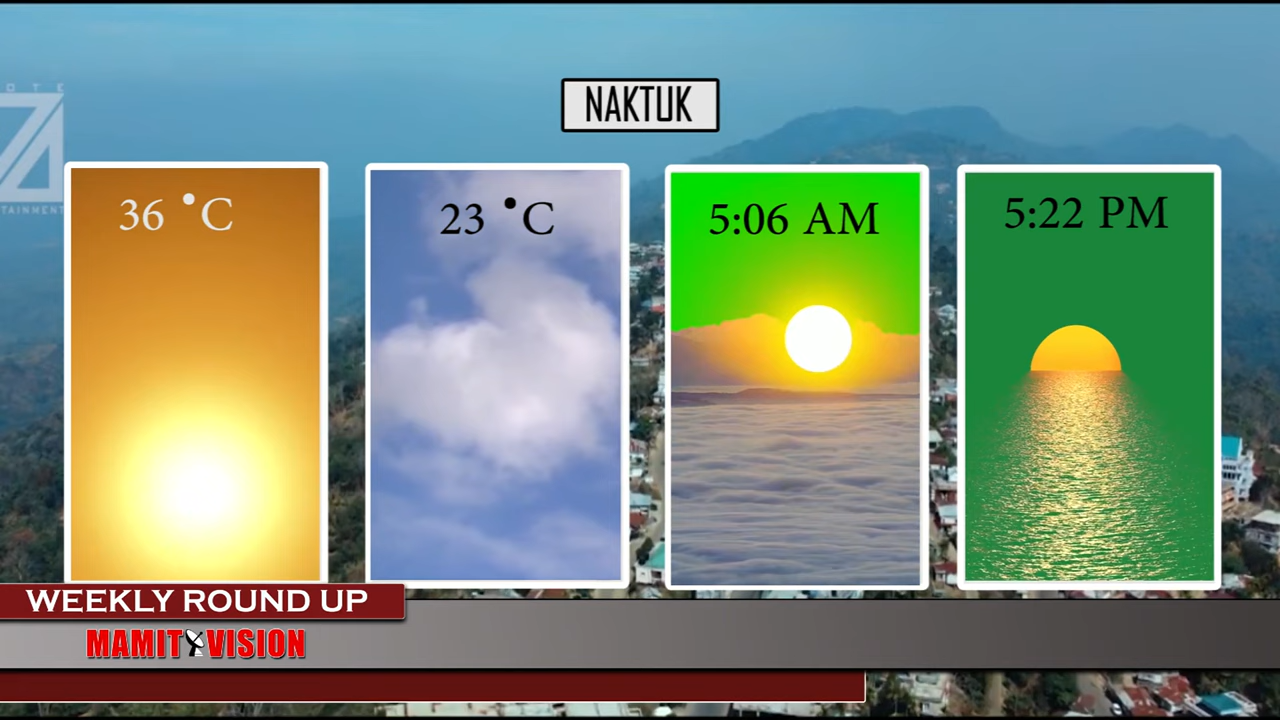 NAKTUK
36 °C
23 °C
5:06 AM
5:22 PM
WEEKLY ROUND UP
MAMIT VISION